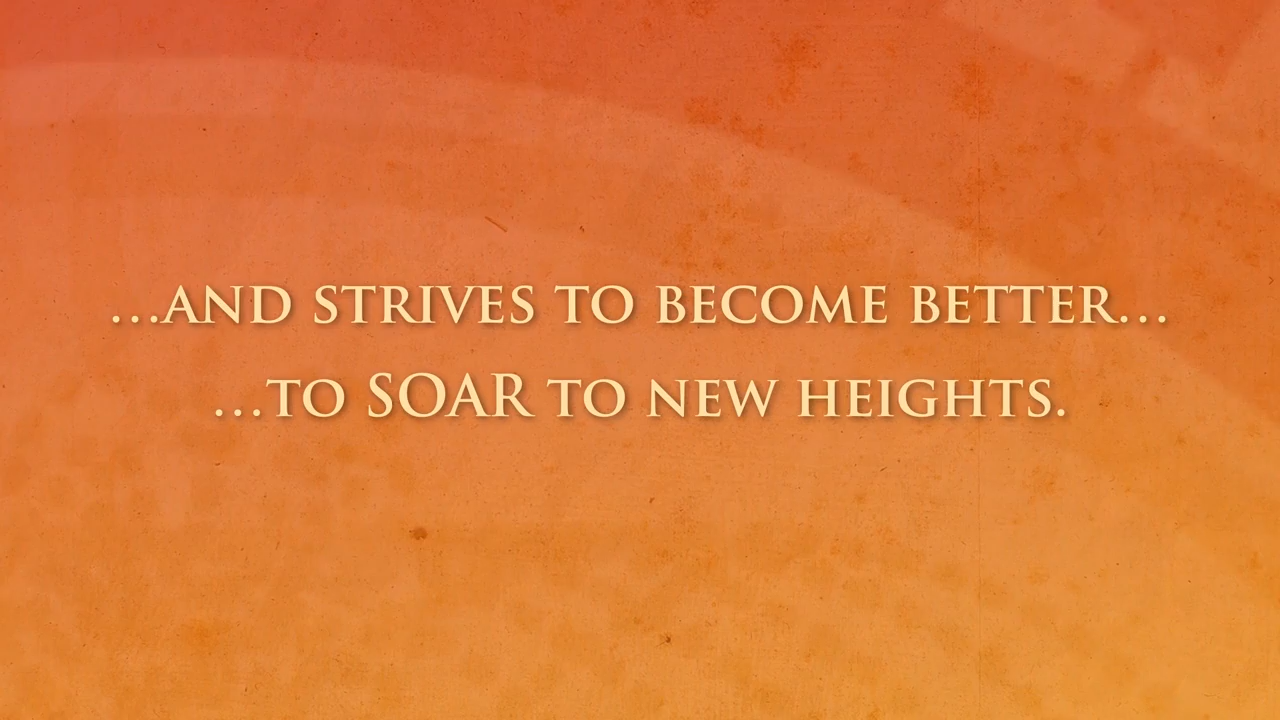 …AND STRIVES TO BECOME BETTER…
…TO SOAR TO NEW HEIGHTS.